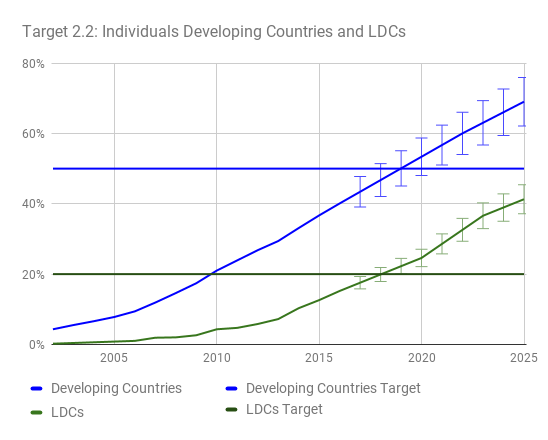 Target 2.2: Individuals Developing Countries and LDCs
80%
60%
40%
20%
0%
2005 2010 2015 2020 2025
Developing Countries Developing Countries Target
LDCs LDCs Target